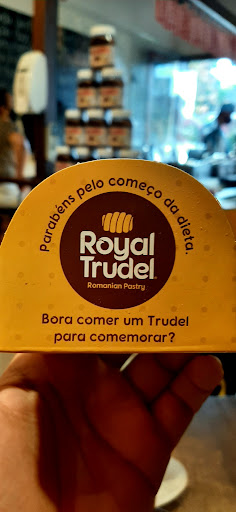 Parabéns pelo começo da dieta.
Royal
Trudel
Romanian Pastry
Bora comer um Trudel
para comemorar?